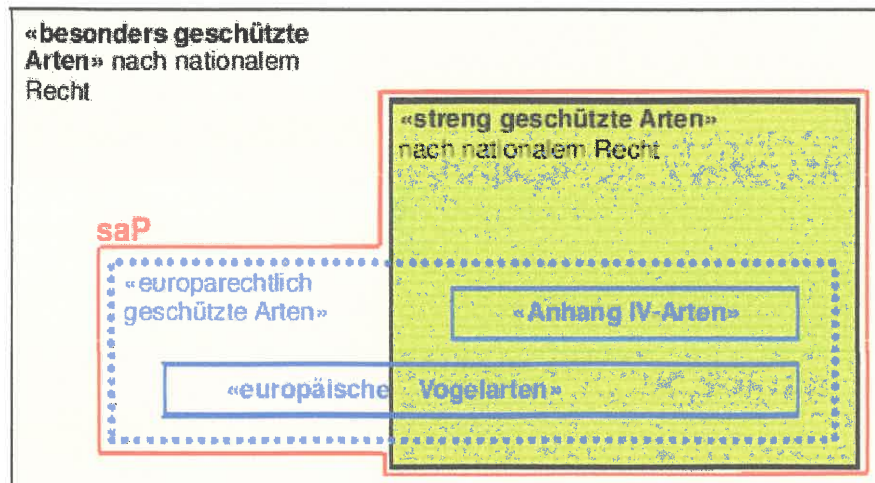 «besonders geschützte
Arten» nach nationalem
Recht
«streng geschützte Arten»
nach nationalem Recht
saP
«europarechtlich
geschützte Arten»
«Anhang IV-Arten»
«europäische Vogelarten»